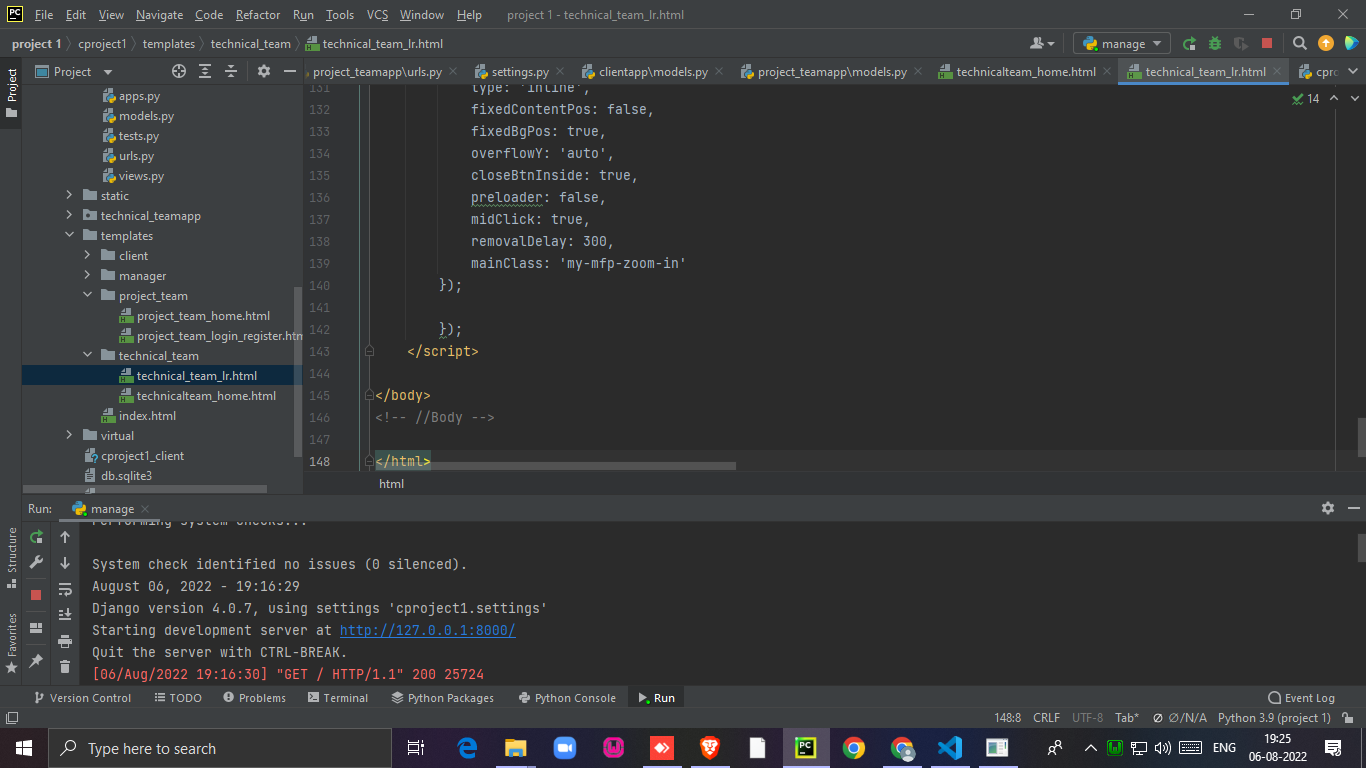 PC File Edit View Navigate Code Refactor Run Tools VCS Window Help project 1 - technical_team_lr.html
project 1 cproject1 templates technical_team technical_team_lr.html manage
Project
Project project_teamapp\urls.py settings.py clientapp\models.py project_teamapp\models.py technicalteam_home.html technical_team_lr.html cpro
apps.py
models.py
tests.py
urls.py
views.py
static
technical_teamapp
templates
client
manager
project_team
project_team_home.html
project_team_login_register.htm
technical_team
technical_team_lr.html
technicalteam_home.html
index.html
virtual
cproject1_client
db.sqlite3
14
131 type: 'inline',
132 fixedContentPos: false,
133 fixedBgPos: true,
134 overflowY: 'auto',
135 closeBtnInside: true,
136 preloader: false,
137 midClick: true,
138 removalDelay: 300,
139 mainClass: 'my-mfp-zoom-in'
140 });
141
142 });
143 </script>
144
145 </body>
146 <!-- //Body -->
147
148 </html>
html
Run: manage
Structure
Favorites
Performing system checks...
System check identified no issues (0 silenced).
August 06, 2022 - 19:16:29
Django version 4.0.7, using settings 'cproject1.settings'
Starting development server at http://127.0.0.1:8000/
Quit the server with CTRL-BREAK.
[06/Aug/2022 19:16:30] "GET / HTTP/1.1" 200 25724
Version Control TODO Problems Terminal Python Packages Python Console Run Event Log
148:8 CRLF UTF-8 Tab* Ø/N/A Python 3.9 (project 1)
Type here to search
PC
ENG
19:25
06-08-2022